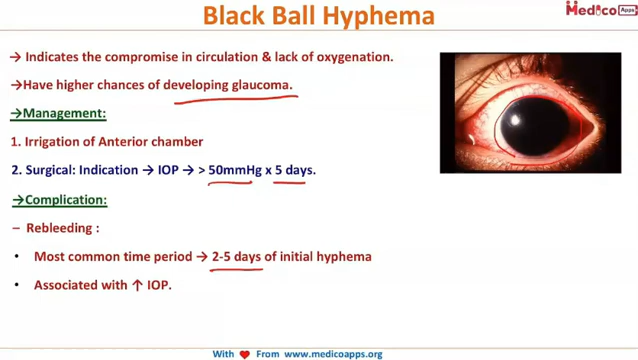 Black Ball Hyphema
Medico Apps
→ Indicates the compromise in circulation & lack of oxygenation.
→Have higher chances of developing glaucoma.
→Management:
1. Irrigation of Anterior chamber
2. Surgical: Indication → IOP → > 50mmHg x 5 days.
→Complication:
– Rebleeding :
• Most common time period → 2-5 days of initial hyphema
• Associated with ↑ IOP.
With ♥ From www.medicoapps.org